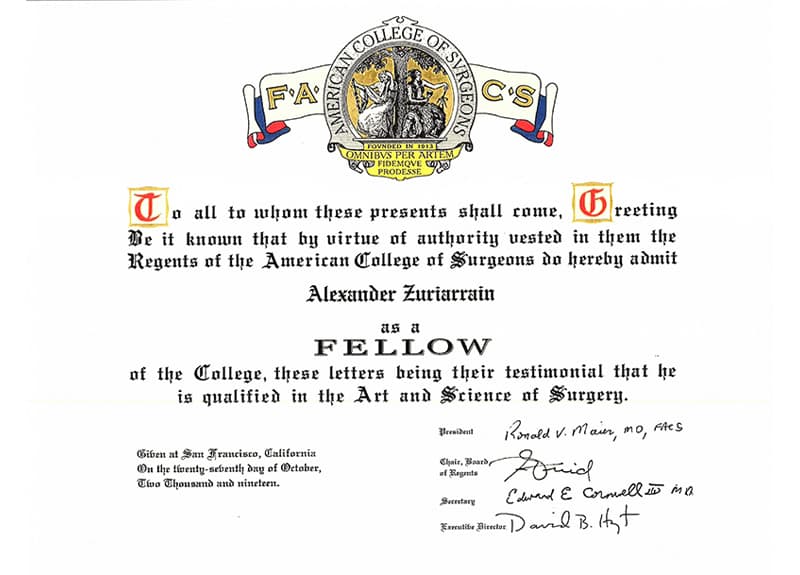 AMERICAN COLLEGE OF SVRGEONS
F·A· C·S
FOVNDED IN 1913
OMNIBVS PER ARTEM
FIDEMQVE
PRODESSE
To all to whom these presents shall come, Greeting
Be it known that by virtue of authority vested in them the
Regents of the American College of Surgeons do hereby admit
Alexander Zuriarrain
as a
FELLOW
of the College, these letters being their testimonial that he
is qualified in the Art and Science of Surgery.
Given at San Francisco, California
On the twenty-seventh day of October,
Two Thousand and nineteen.
President Ronald V. Maier, MD, FACS
Chair, Board
of Regents
Secretary Edward E Cornwell III MD
Executive Director David B. Hoyt